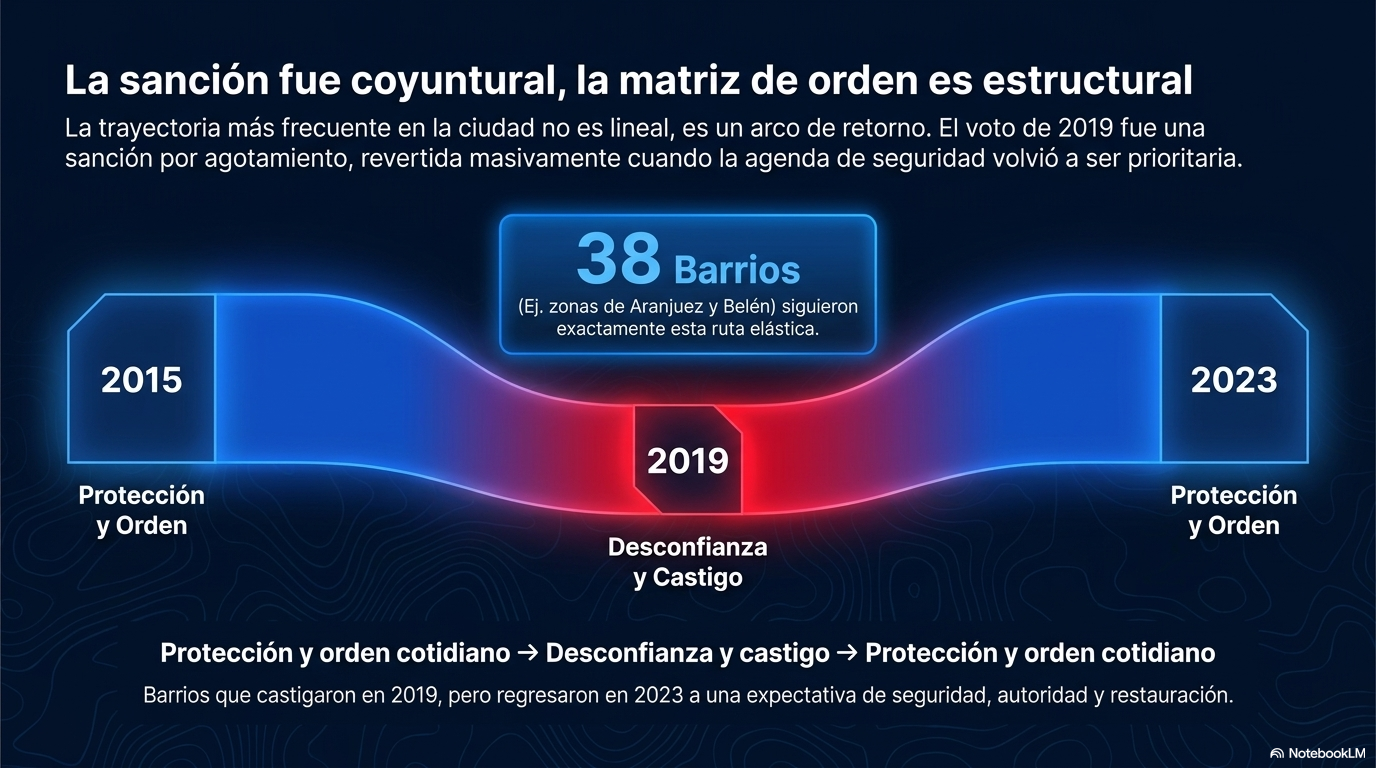 La sanción fue coyuntural, la matriz de orden es estructural
La trayectoria más frecuente en la ciudad no es lineal, es un arco de retorno. El voto de 2019 fue una
sanción por agotamiento, revertida masivamente cuando la agenda de seguridad volvió a ser prioritaria.
38 Barrios
(Ej. zonas de Aranjuez y Belén) siguieron
exactamente esta ruta elástica.
2015
2019
2023
Protección
y Orden
Desconfianza
y Castigo
Protección
y Orden
Protección y orden cotidiano → Desconfianza y castigo → Protección y orden cotidiano
Barrios que castigaron en 2019, pero regresaron en 2023 a una expectativa de seguridad, autoridad y restauración.
NotebookLM